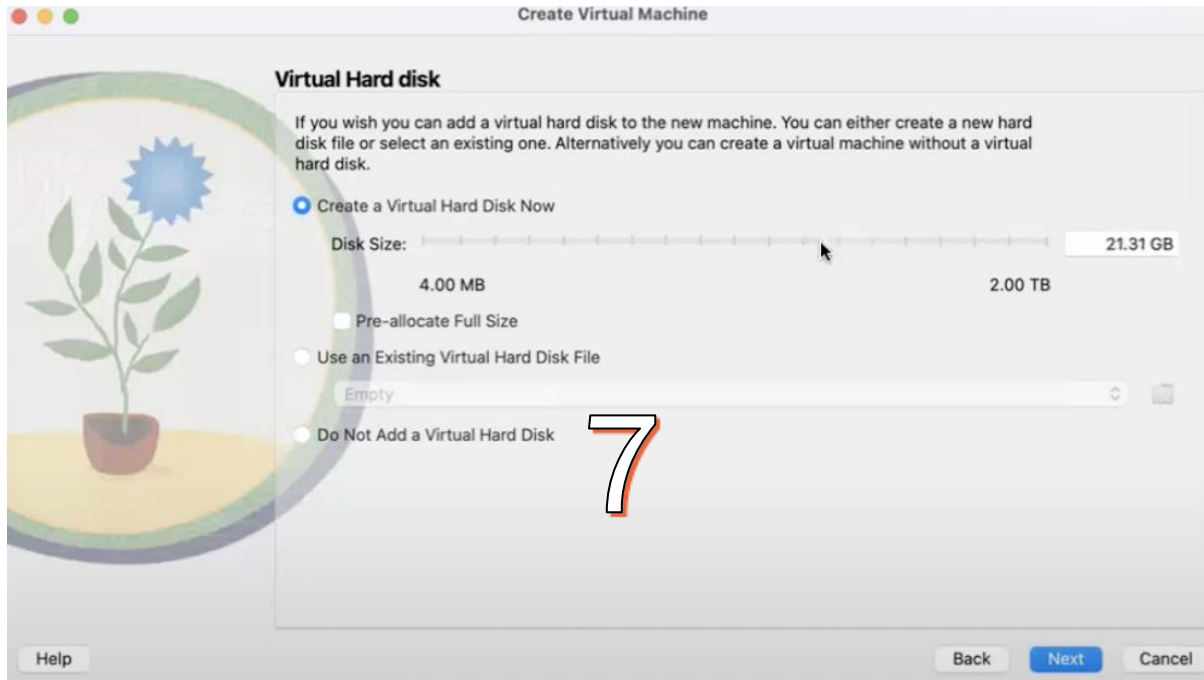 Create Virtual Machine
Virtual Hard disk
If you wish you can add a virtual hard disk to the new machine. You can either create a new hard
disk file or select an existing one. Alternatively you can create a virtual machine without a virtual
hard disk.
Create a Virtual Hard Disk Now
Disk Size: 21.31 GB
4.00 MB 2.00 TB
Pre-allocate Full Size
Use an Existing Virtual Hard Disk File
Empty
Do Not Add a Virtual Hard Disk
7
Help Back Next Cancel